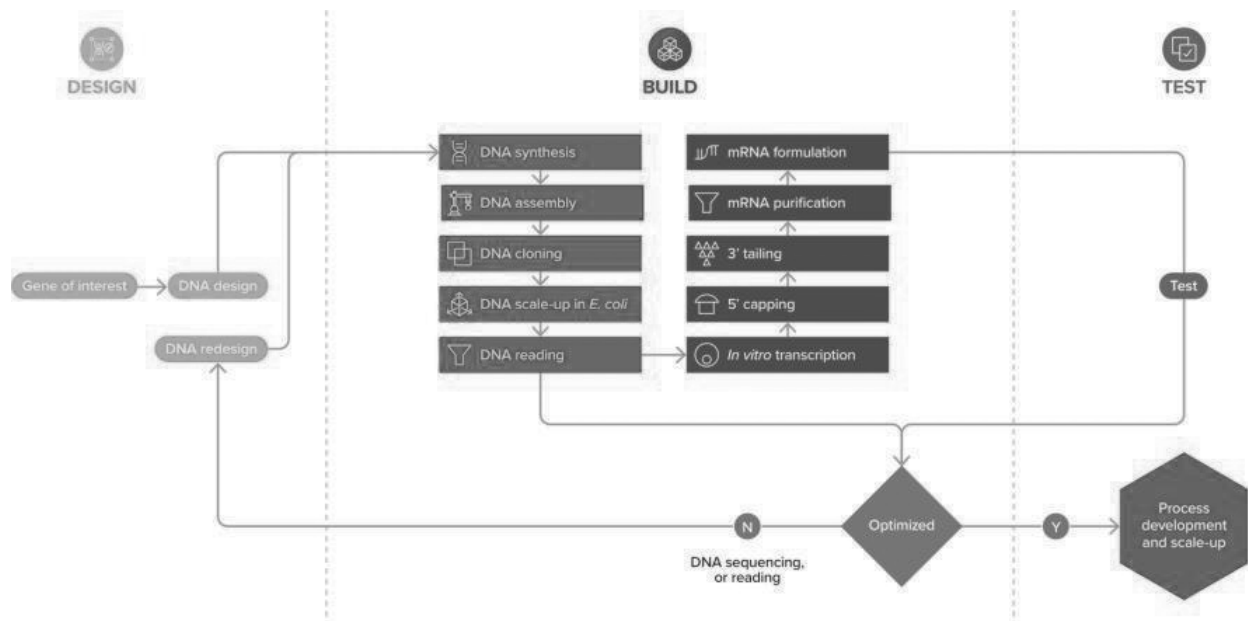 DESIGN
BUILD
TEST
Gene of interest
DNA design
DNA redesign
DNA synthesis
DNA assembly
DNA cloning
DNA scale-up in E. coli
DNA reading
mRNA formulation
mRNA purification
3' tailing
5' capping
In vitro transcription
Test
Optimized
N
DNA sequencing,
or reading
Y
Process
development
and scale-up